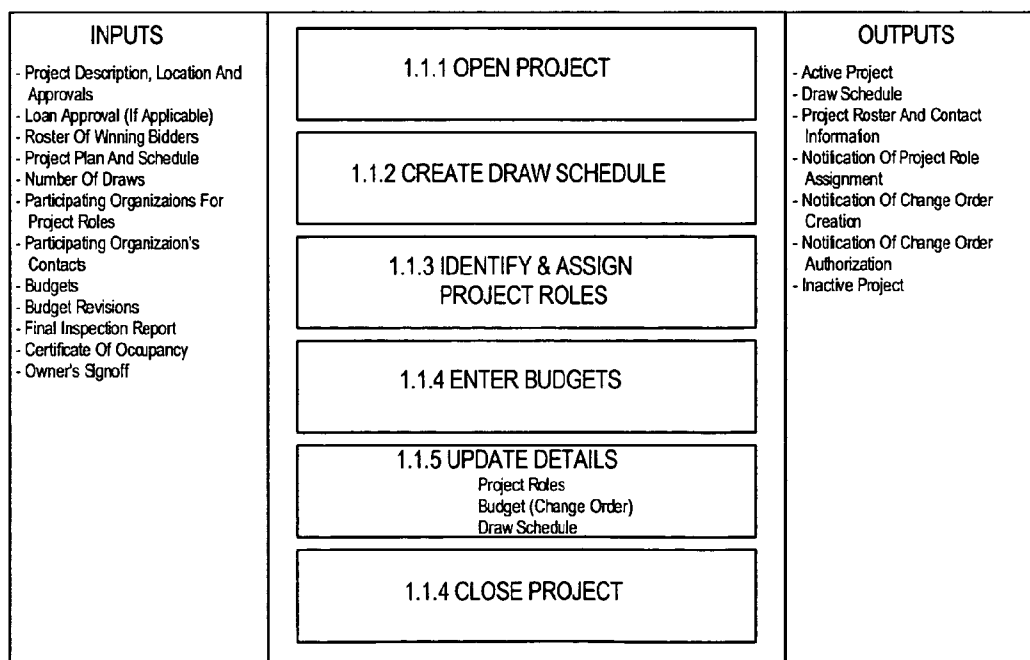 INPUTS
- Project Description, Location And
Approvals
- Loan Approval (If Applicable)
- Roster Of Winning Bidders
- Project Plan And Schedule
- Number Of Draws
- Participating Organizaions For
Project Roles
- Participating Organizaion's
Contacts
- Budgets
- Budget Revisions
- Final Inspection Report
- Certificate Of Occupancy
- Owner's Signoff
1.1.1 OPEN PROJECT
1.1.2 CREATE DRAW SCHEDULE
1.1.3 IDENTIFY & ASSIGN
PROJECT ROLES
1.1.4 ENTER BUDGETS
1.1.5 UPDATE DETAILS
Project Roles
Budget (Change Order)
Draw Schedule
1.1.4 CLOSE PROJECT
OUTPUTS
- Active Project
- Draw Schedule
- Project Roster And Contact
Information
- Notification Of Project Role
Assignment
- Notification Of Change Order
Creation
- Notification Of Change Order
Authorization
- Inactive Project